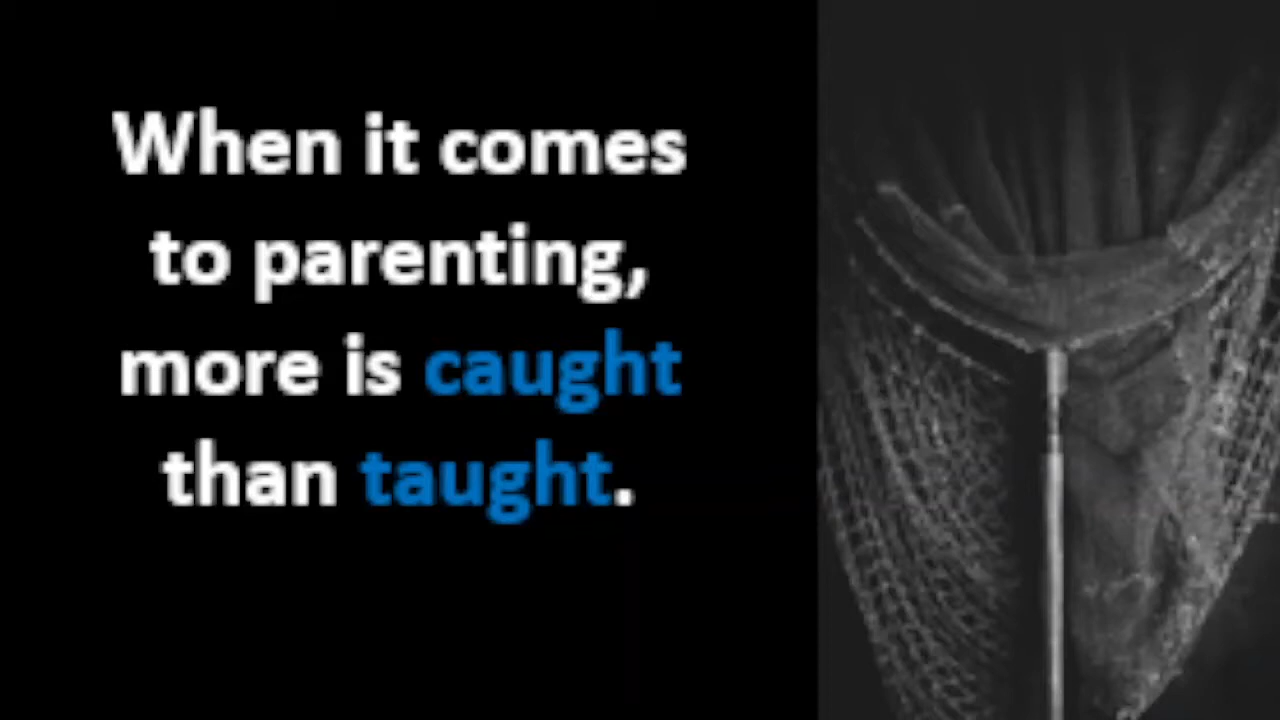 When it comes
to parenting,
more is caught
than taught.